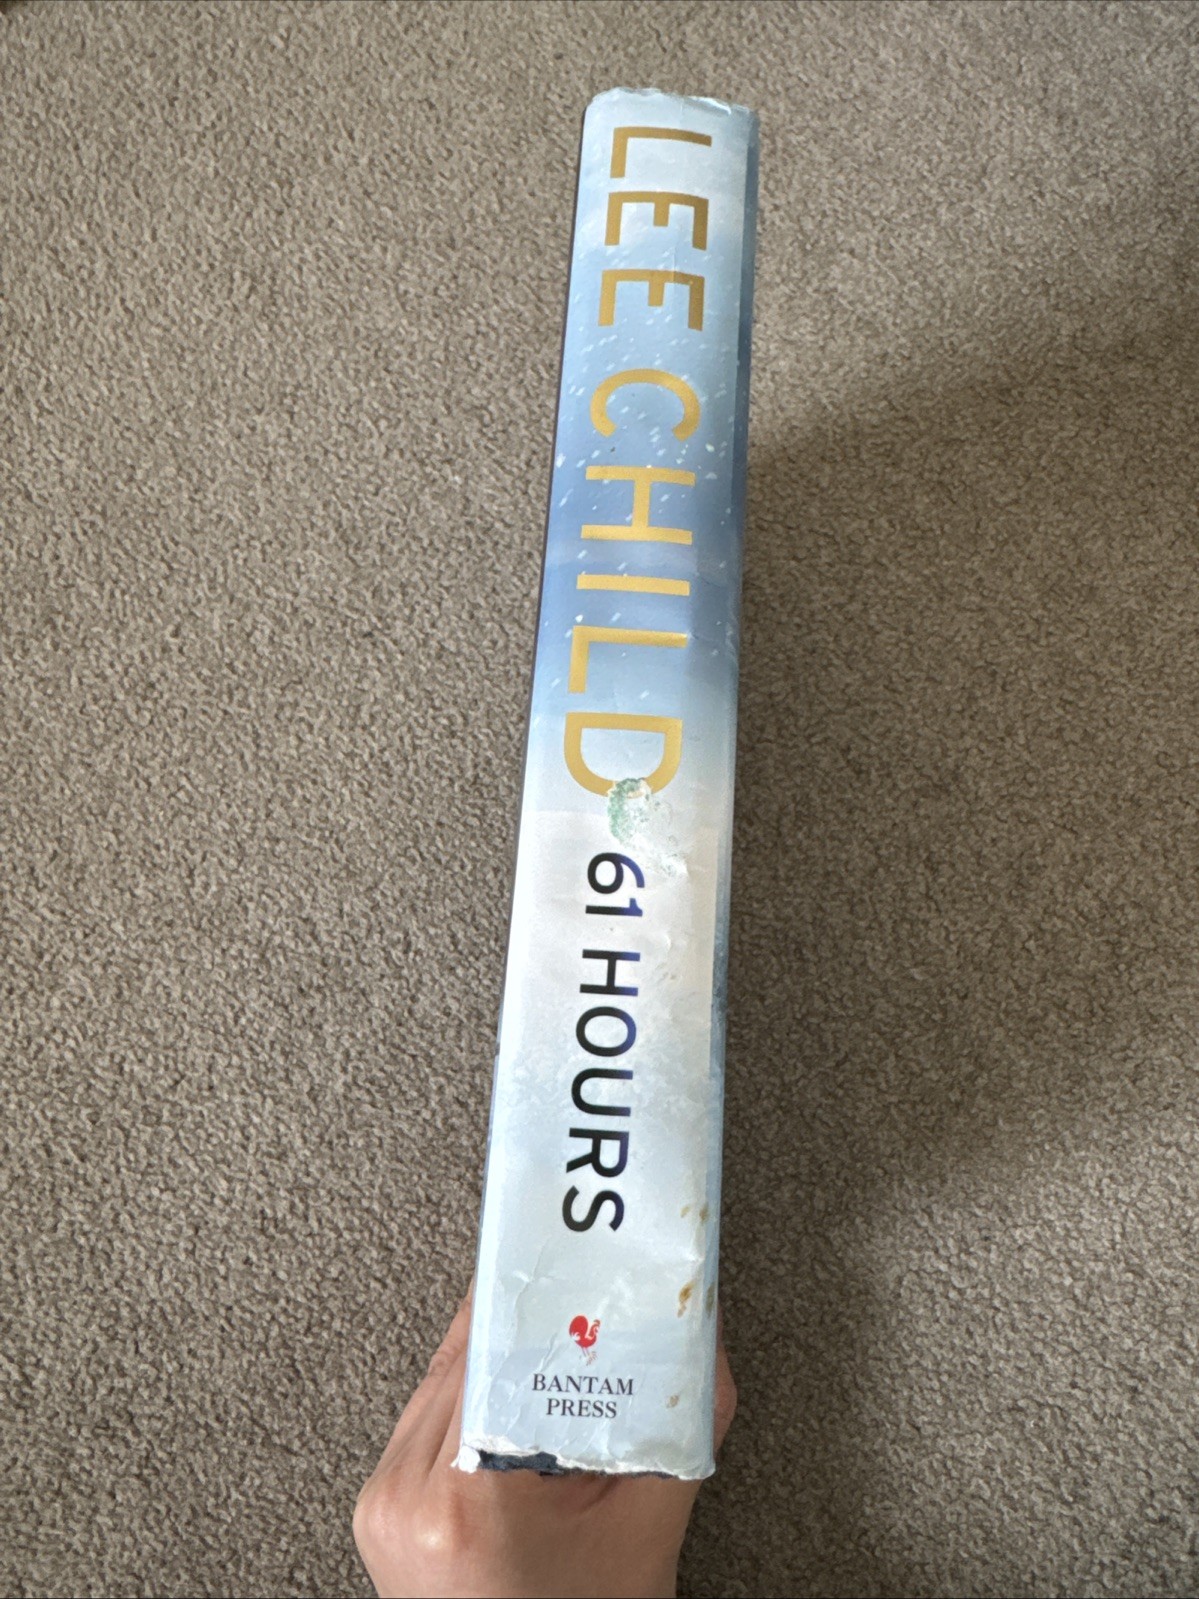 LEE CHILD
61 HOURS
BANTAM
PRESS